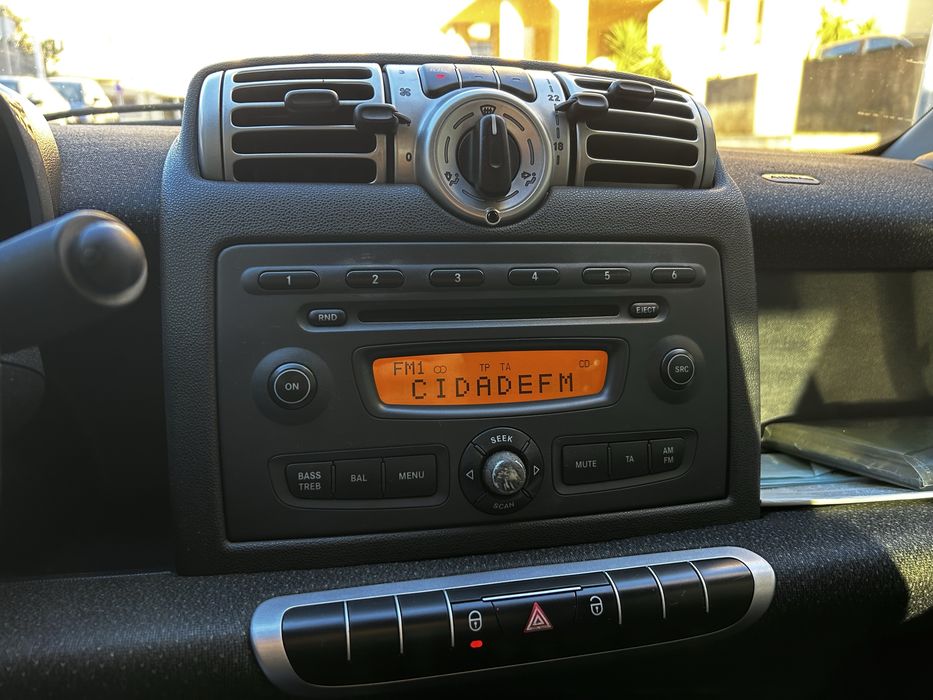 22
18
0
AIRBAG
1 2 3 4 5 6
RND
EJECT
FM1 TP TA CD
CIDADEFM
ON
SRC
SEEK
SCAN
BASS
TREB
BAL
MENU
MUTE
TA
AM
FM